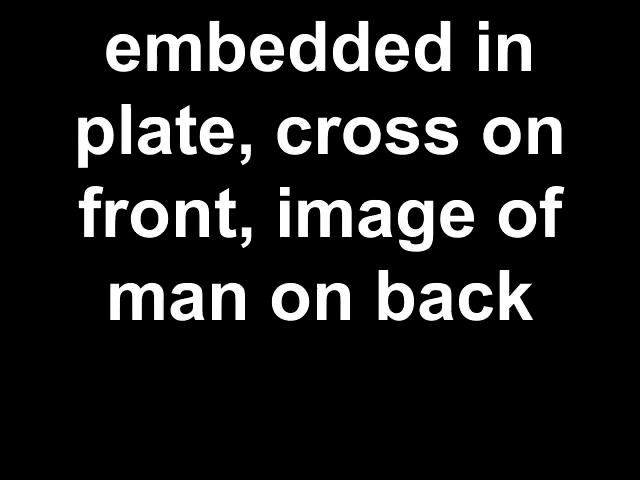 embedded in
plate, cross on
front, image of
man on back